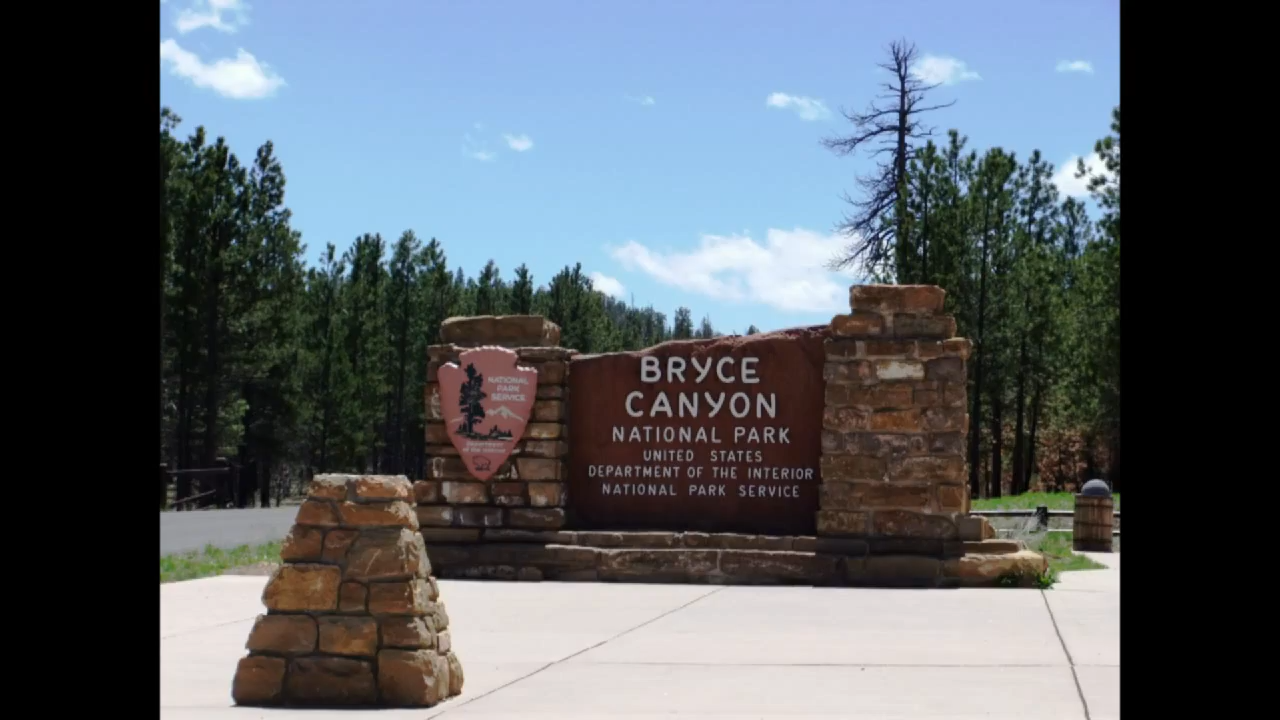 NATIONAL
PARK
SERVICE
BRYCE
CANYON
NATIONAL PARK
UNITED STATES
DEPARTMENT OF THE INTERIOR
NATIONAL PARK SERVICE